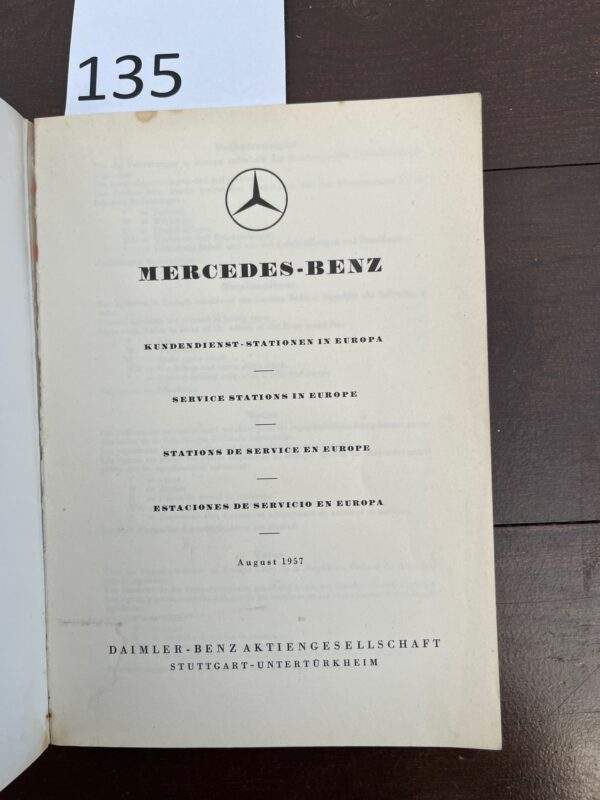 135
MERCEDES-BENZ
KUNDENDIENST-STATIONEN IN EUROPA
SERVICE STATIONS IN EUROPE
STATIONS DE SERVICE EN EUROPE
ESTACIONES DE SERVICIO EN EUROPA
August 1957
DAIMLER-BENZ AKTIENGESELLSCHAFT
STUTTGART-UNTERTÜRKHEIM